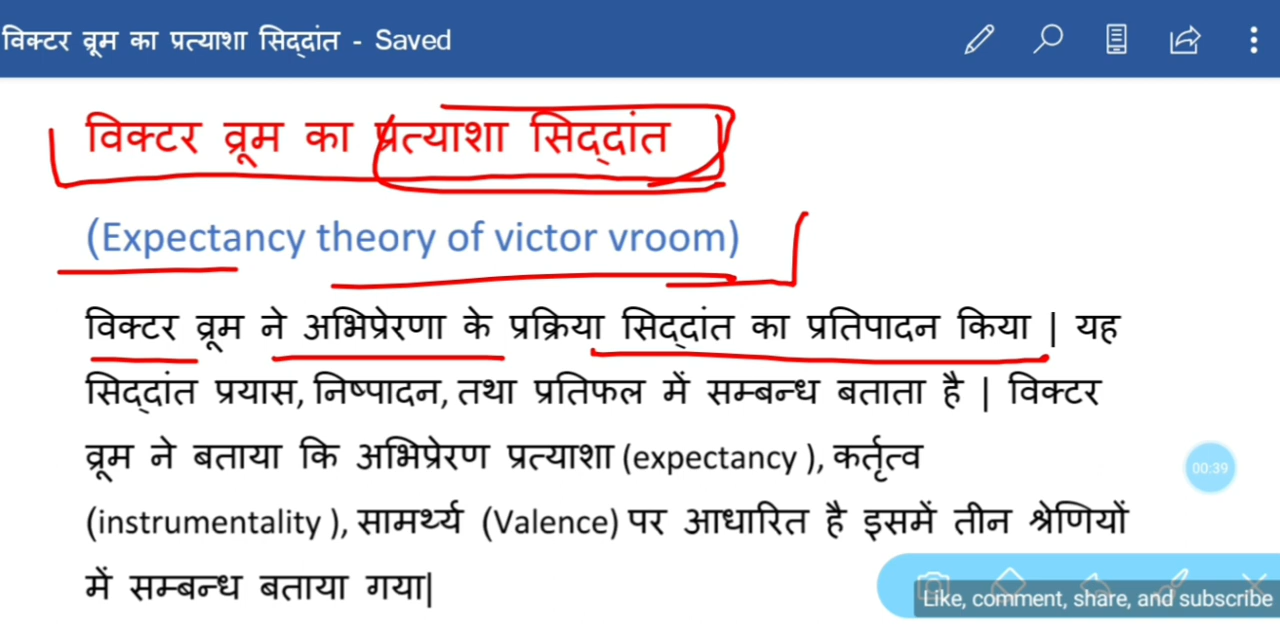 विक्टर व्रूम का प्रत्याशा सिद्दांत - Saved
विक्टर व्रूम का प्रत्याशा सिद्दांत
(Expectancy theory of victor vroom)
विक्टर व्रूम ने अभिप्रेरणा के प्रक्रिया सिद्दांत का प्रतिपादन किया | यह
सिद्दांत प्रयास, निष्पादन, तथा प्रतिफल में सम्बन्ध बताता है | विक्टर
व्रूम ने बताया कि अभिप्रेरण प्रत्याशा (expectancy ), कर्तृत्व
(instrumentality ), सामर्थ्य (Valence) पर आधारित है इसमें तीन श्रेणियों
में सम्बन्ध बताया गया|
00:39
Like, comment, share, and subscribe